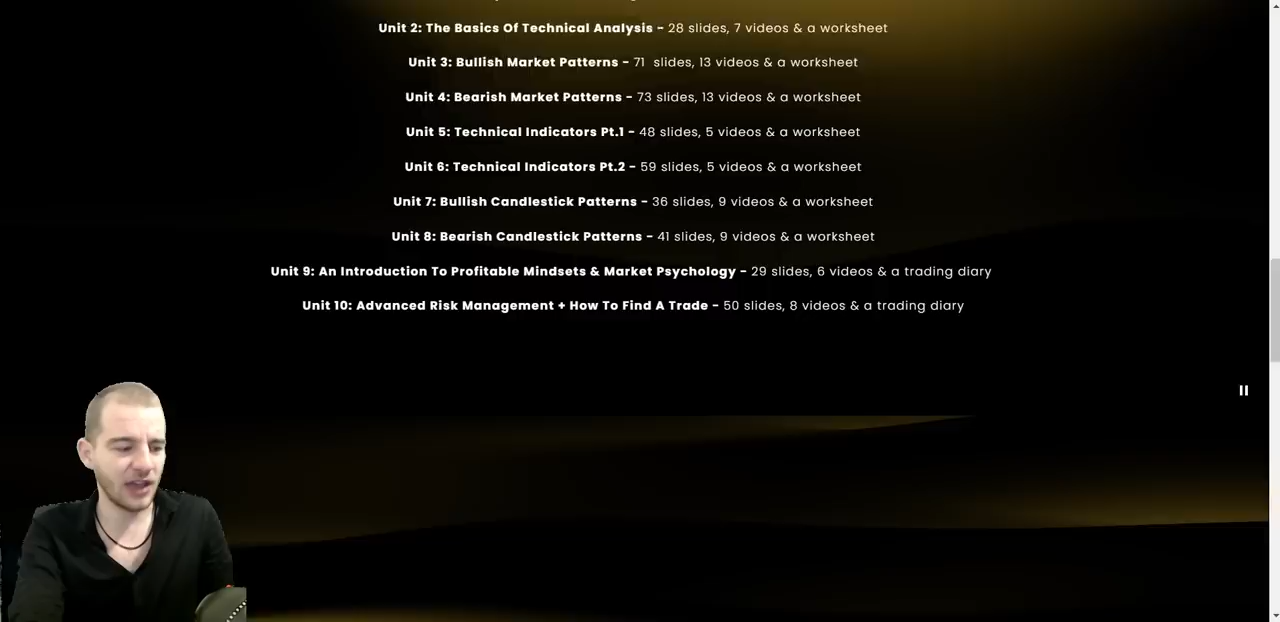 Unit 2: The Basics Of Technical Analysis - 28 slides, 7 videos & a worksheet
Unit 3: Bullish Market Patterns - 71 slides, 13 videos & a worksheet
Unit 4: Bearish Market Patterns - 73 slides, 13 videos & a worksheet
Unit 5: Technical Indicators Pt.1 - 48 slides, 5 videos & a worksheet
Unit 6: Technical Indicators Pt.2 - 59 slides, 5 videos & a worksheet
Unit 7: Bullish Candlestick Patterns - 36 slides, 9 videos & a worksheet
Unit 8: Bearish Candlestick Patterns - 41 slides, 9 videos & a worksheet
Unit 9: An Introduction To Profitable Mindsets & Market Psychology - 29 slides, 6 videos & a trading diary
Unit 10: Advanced Risk Management + How To Find A Trade - 50 slides, 8 videos & a trading diary